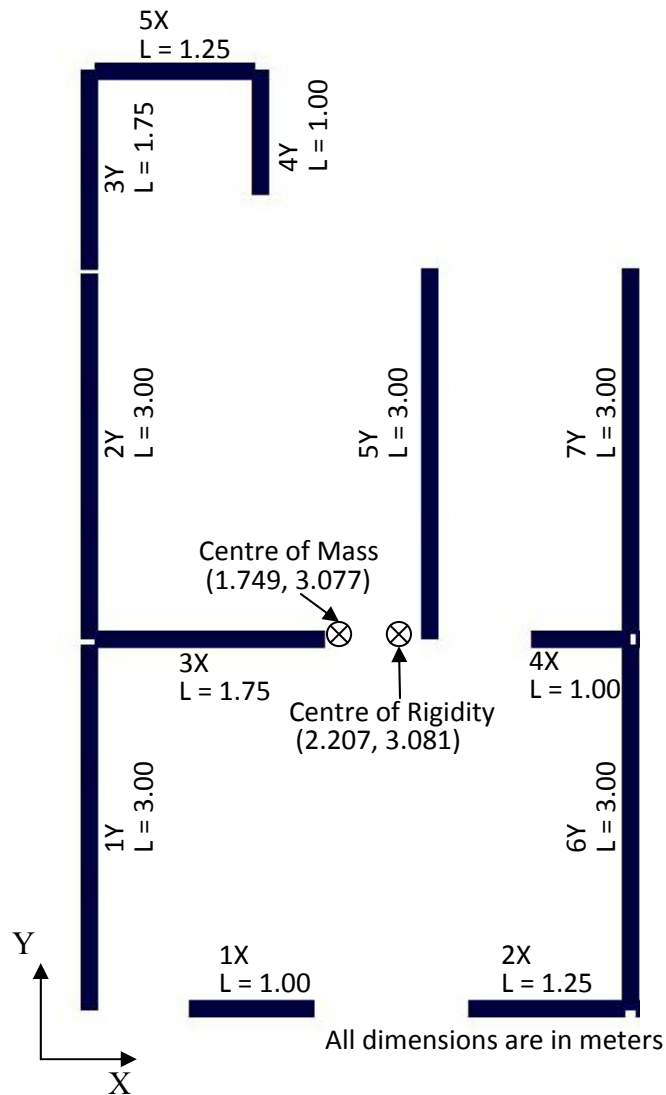 5X
L = 1.25
3Y
L = 1.75
4Y
L = 1.00
2Y
L = 3.00
5Y
L = 3.00
7Y
L = 3.00
Centre of Mass
(1.749, 3.077)
3X
L = 1.75
4X
L = 1.00
Centre of Rigidity
(2.207, 3.081)
1Y
L = 3.00
6Y
L = 3.00
Y
1X
L = 1.00
2X
L = 1.25
All dimensions are in meters
X